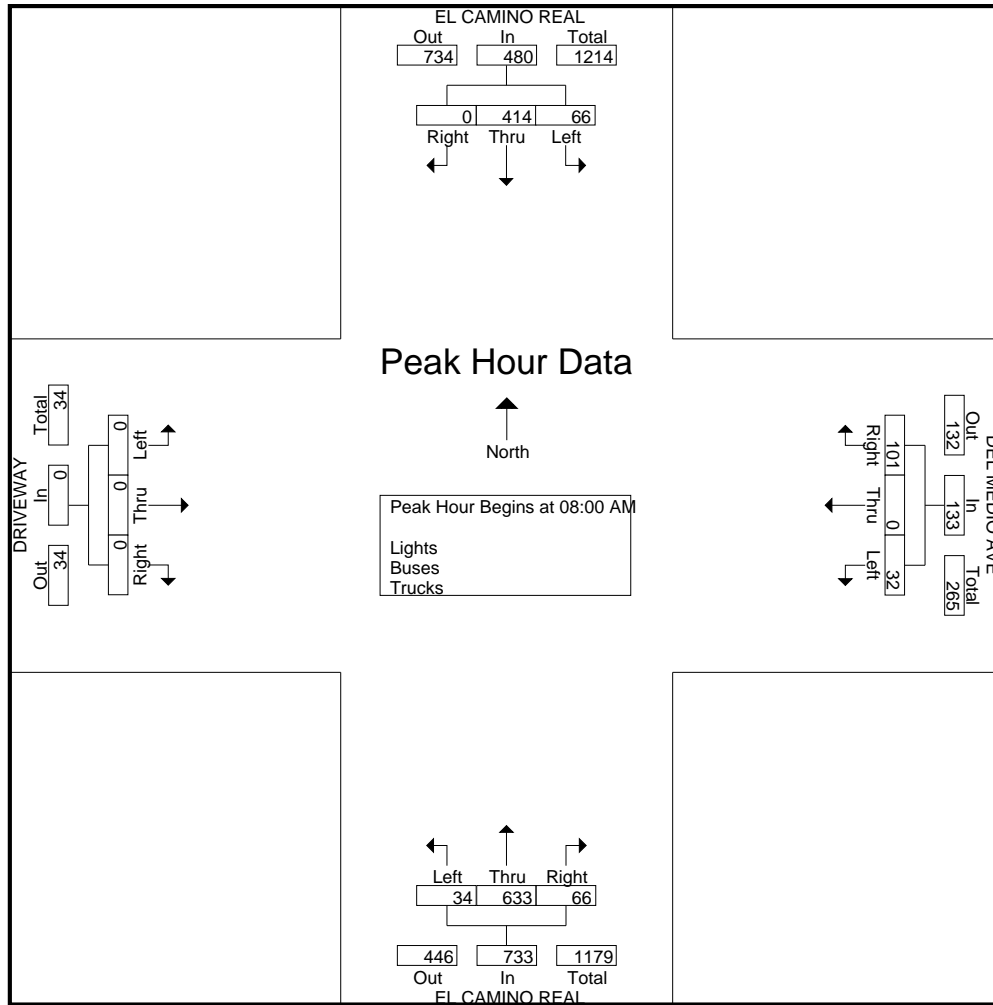 EL CAMINO REAL
Out In Total
734 480 1214
0 414 66
Right Thru Left
Peak Hour Data
North
Peak Hour Begins at 08:00 AM
Lights
Buses
Trucks
DRIVEWAY
Total In Out
34 0 34
0 0 0
Left Thru Right
Right Thru Left
101 0 32
Out In Total
132 133 265
DEL MEDIO AVE
Left Thru Right
34 633 66
446 733 1179
Out In Total
EL CAMINO REAL